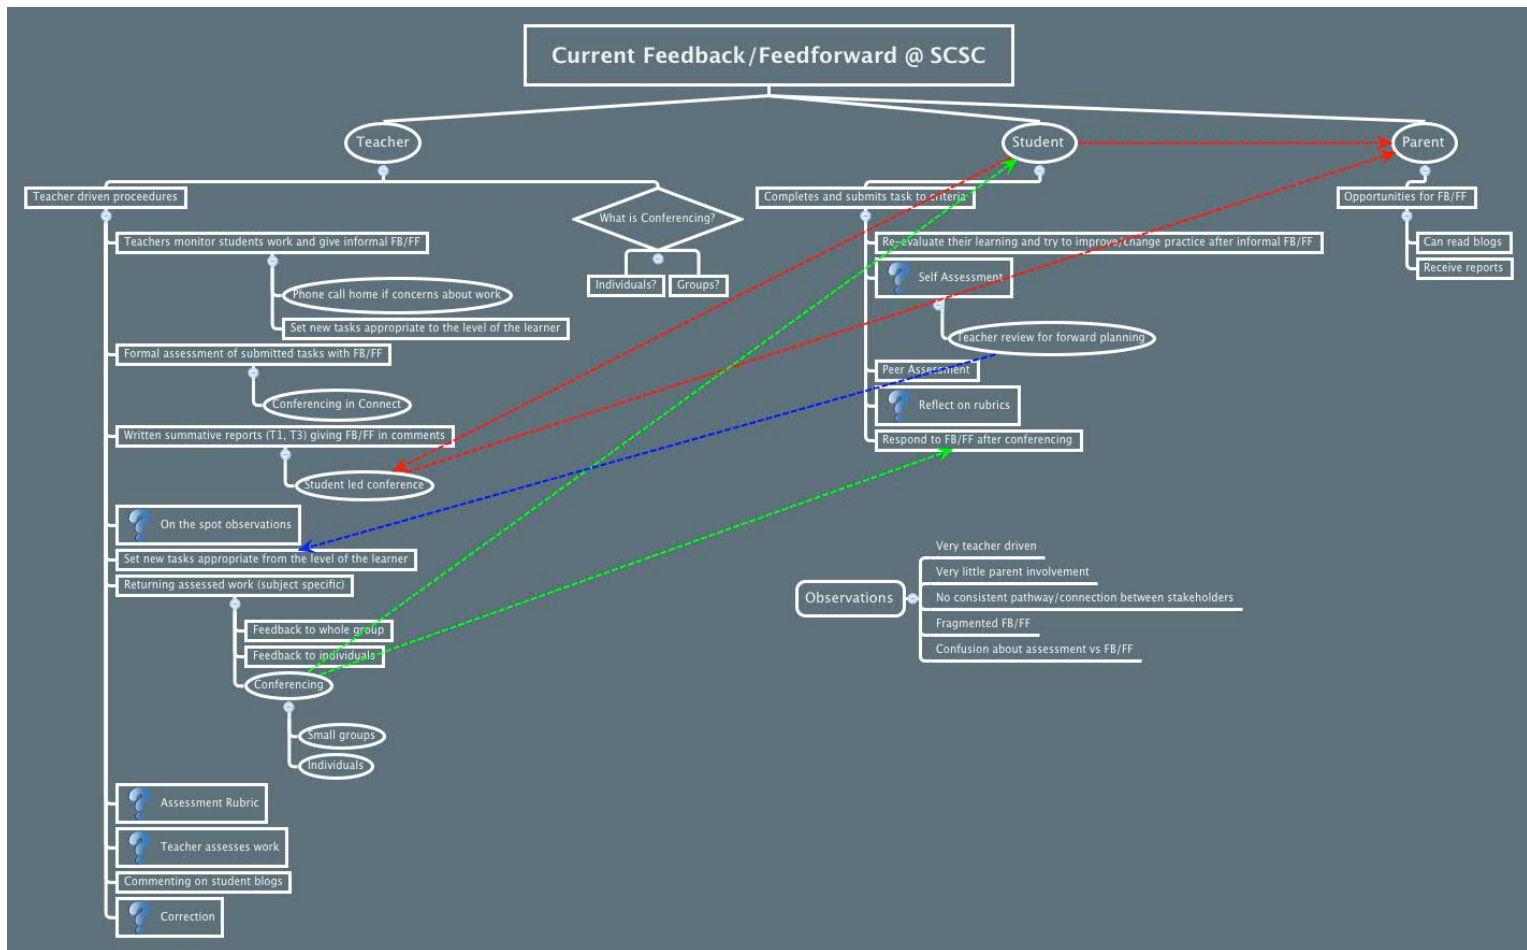 Current Feedback/Feedforward @ SCSC
Teacher
Student
Parent
Teacher driven proceedures
What is Conferencing?
Individuals?
Groups?
Teachers monitor students work and give informal FB/FF
Phone call home if concerns about work
Set new tasks appropriate to the level of the learner
Formal assessment of submitted tasks with FB/FF
Conferencing in Connect
Written summative reports (T1, T3) giving FB/FF in comments
Student led conference
On the spot observations
Set new tasks appropriate from the level of the learner
Returning assessed work (subject specific)
Feedback to whole group
Feedback to individuals
Conferencing
Small groups
Individuals
Assessment Rubric
Teacher assesses work
Commenting on student blogs
Correction
Completes and submits task to criteria
Re-evaluate their learning and try to improve/change practice after informal FB/FF
Self Assessment
Teacher review for forward planning
Peer Assessment
Reflect on rubrics
Respond to FB/FF after conferencing
Opportunities for FB/FF
Can read blogs
Receive reports
Observations
Very teacher driven
Very little parent involvement
No consistent pathway/connection between stakeholders
Fragmented FB/FF
Confusion about assessment vs FB/FF